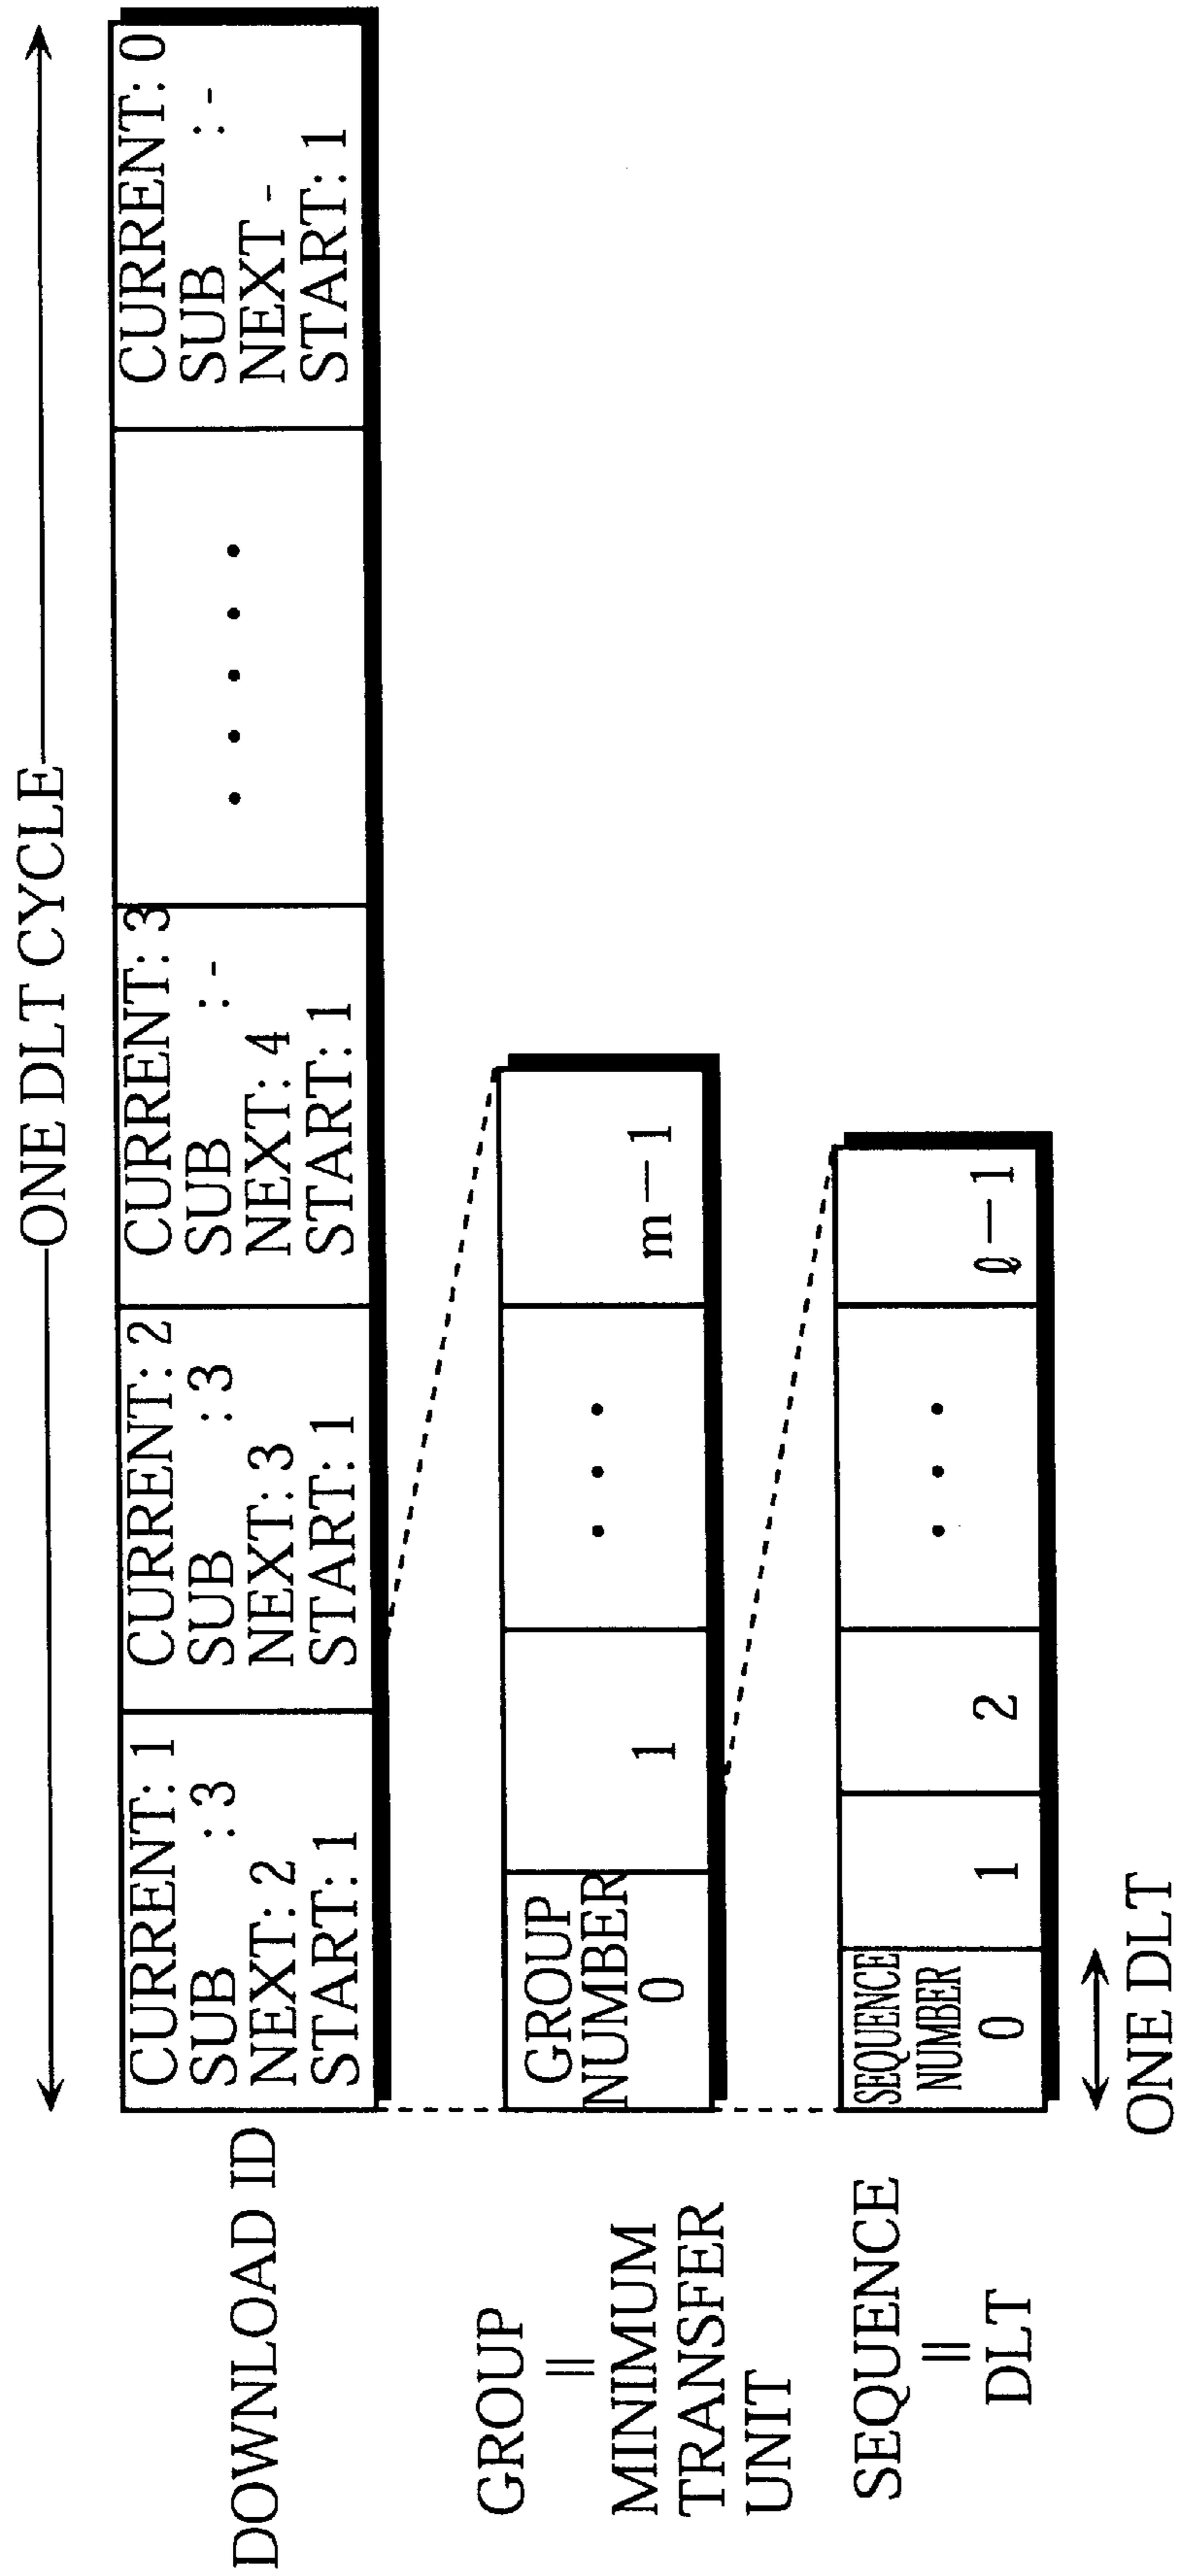 ONE DLT CYCLE
DOWNLOAD ID
CURRENT: 1
SUB : 3
NEXT: 2
START: 1
CURRENT: 2
SUB : 3
NEXT: 3
START: 1
CURRENT: 3
SUB : -
NEXT: 4
START: 1
• • • • •
CURRENT: 0
SUB : -
NEXT -
START: 1
GROUP
||
MINIMUM
TRANSFER
UNIT
GROUP
NUMBER
0
1
• • •
m−1
SEQUENCE
||
DLT
SEQUENCE
NUMBER
0
1
2
• • •
ℓ−1
ONE DLT